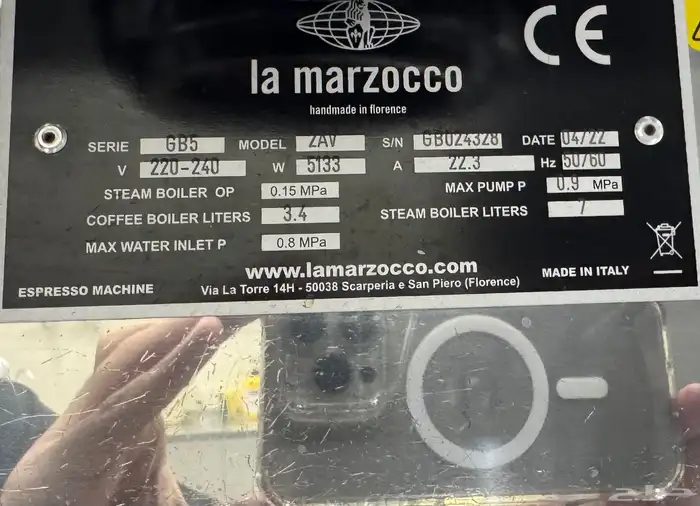 CE
la marzocco
handmade in florence
SERIE GB5 MODEL 2AV S/N GB024328 DATE 04/22
V 220-240 W 5133 A 22.3 Hz 50/60
STEAM BOILER OP 0.15 MPa MAX PUMP P 0.9 MPa
COFFEE BOILER LITERS 3.4 STEAM BOILER LITERS 7
MAX WATER INLET P 0.8 MPa
www.lamarzocco.com
ESPRESSO MACHINE Via La Torre 14H - 50038 Scarperia e San Piero (Florence) MADE IN ITALY